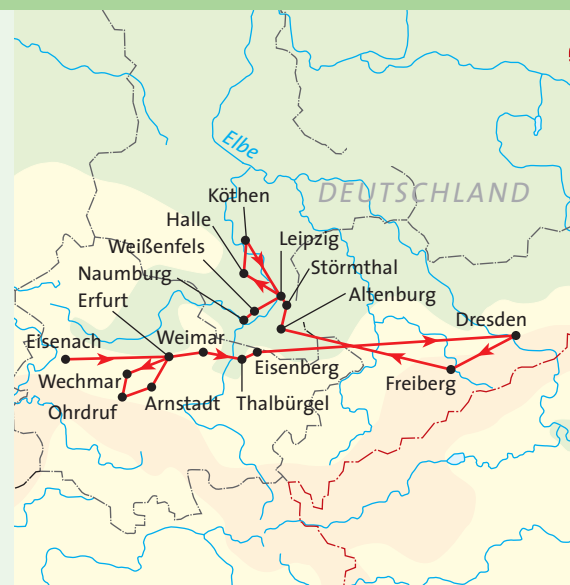 Elbe
Köthen
DEUTSCHLAND
Halle
Leipzig
Weißenfels
Störmthal
Naumburg
Altenburg
Erfurt
Dresden
Eisenach
Weimar
Eisenberg
Wechmar
Freiberg
Ohrdruf
Arnstadt
Thalbürgel